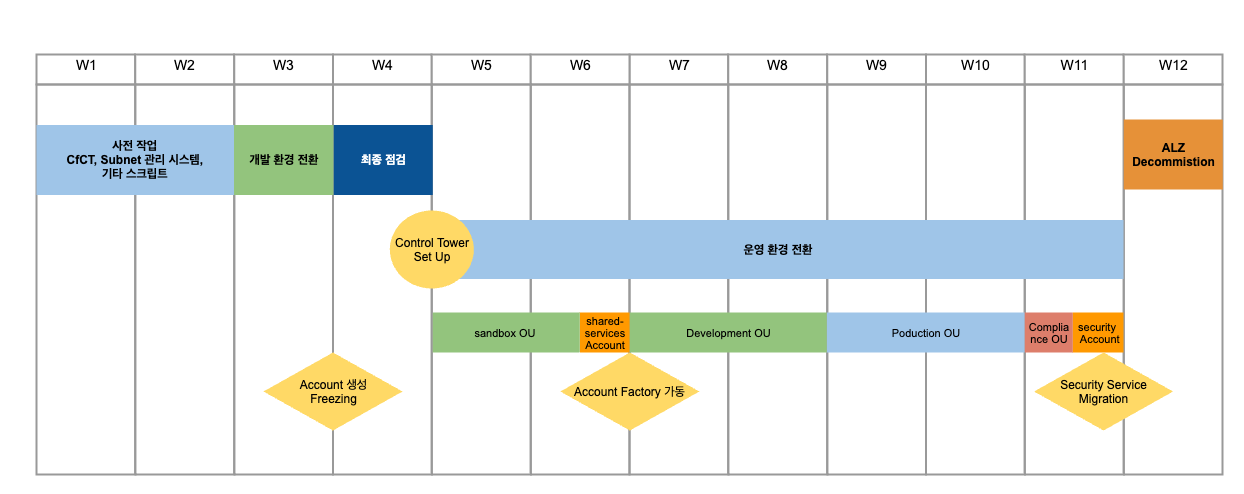 W1
W2
W3
W4
W5
W6
W7
W8
W9
W10
W11
W12
사전 작업
CfCT, Subnet 관리 시스템,
기타 스크립트
개발 환경 전환
최종 점검
ALZ
Decommistion
Control Tower
Set Up
운영 환경 전환
sandbox OU
shared-
services
Account
Development OU
Poduction OU
Complia
nce OU
security
Account
Account 생성
Freezing
Account Factory 가동
Security Service
Migration